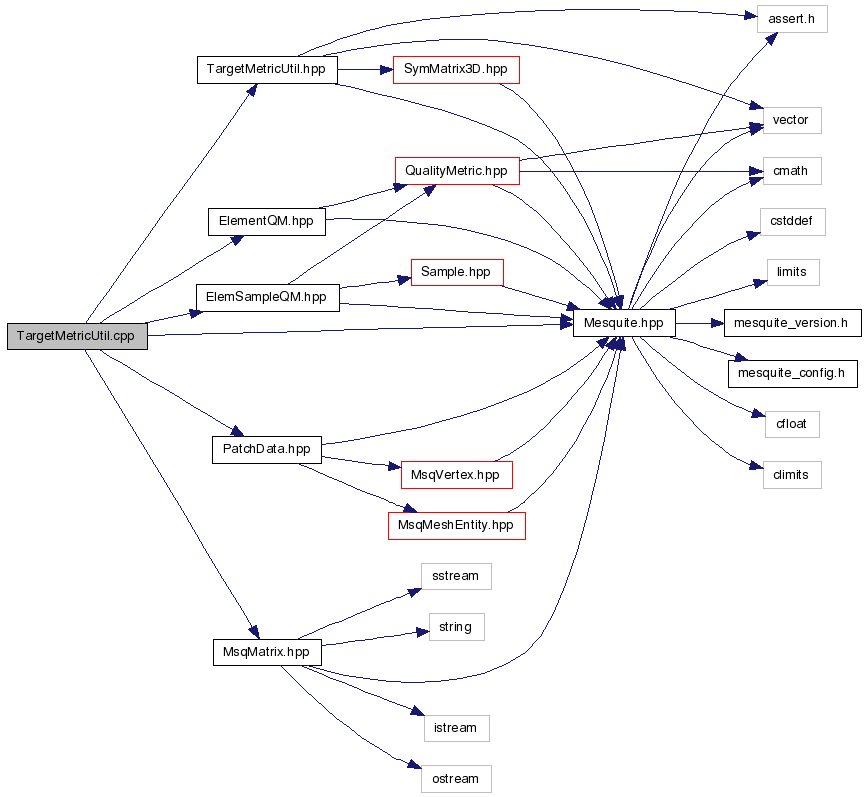 assert.h
TargetMetricUtil.hpp
SymMatrix3D.hpp
vector
QualityMetric.hpp
cmath
ElementQM.hpp
cstddef
Sample.hpp
limits
ElemSampleQM.hpp
Mesquite.hpp
mesquite_version.h
TargetMetricUtil.cpp
mesquite_config.h
cfloat
PatchData.hpp
MsqVertex.hpp
climits
MsqMeshEntity.hpp
sstream
string
MsqMatrix.hpp
istream
ostream